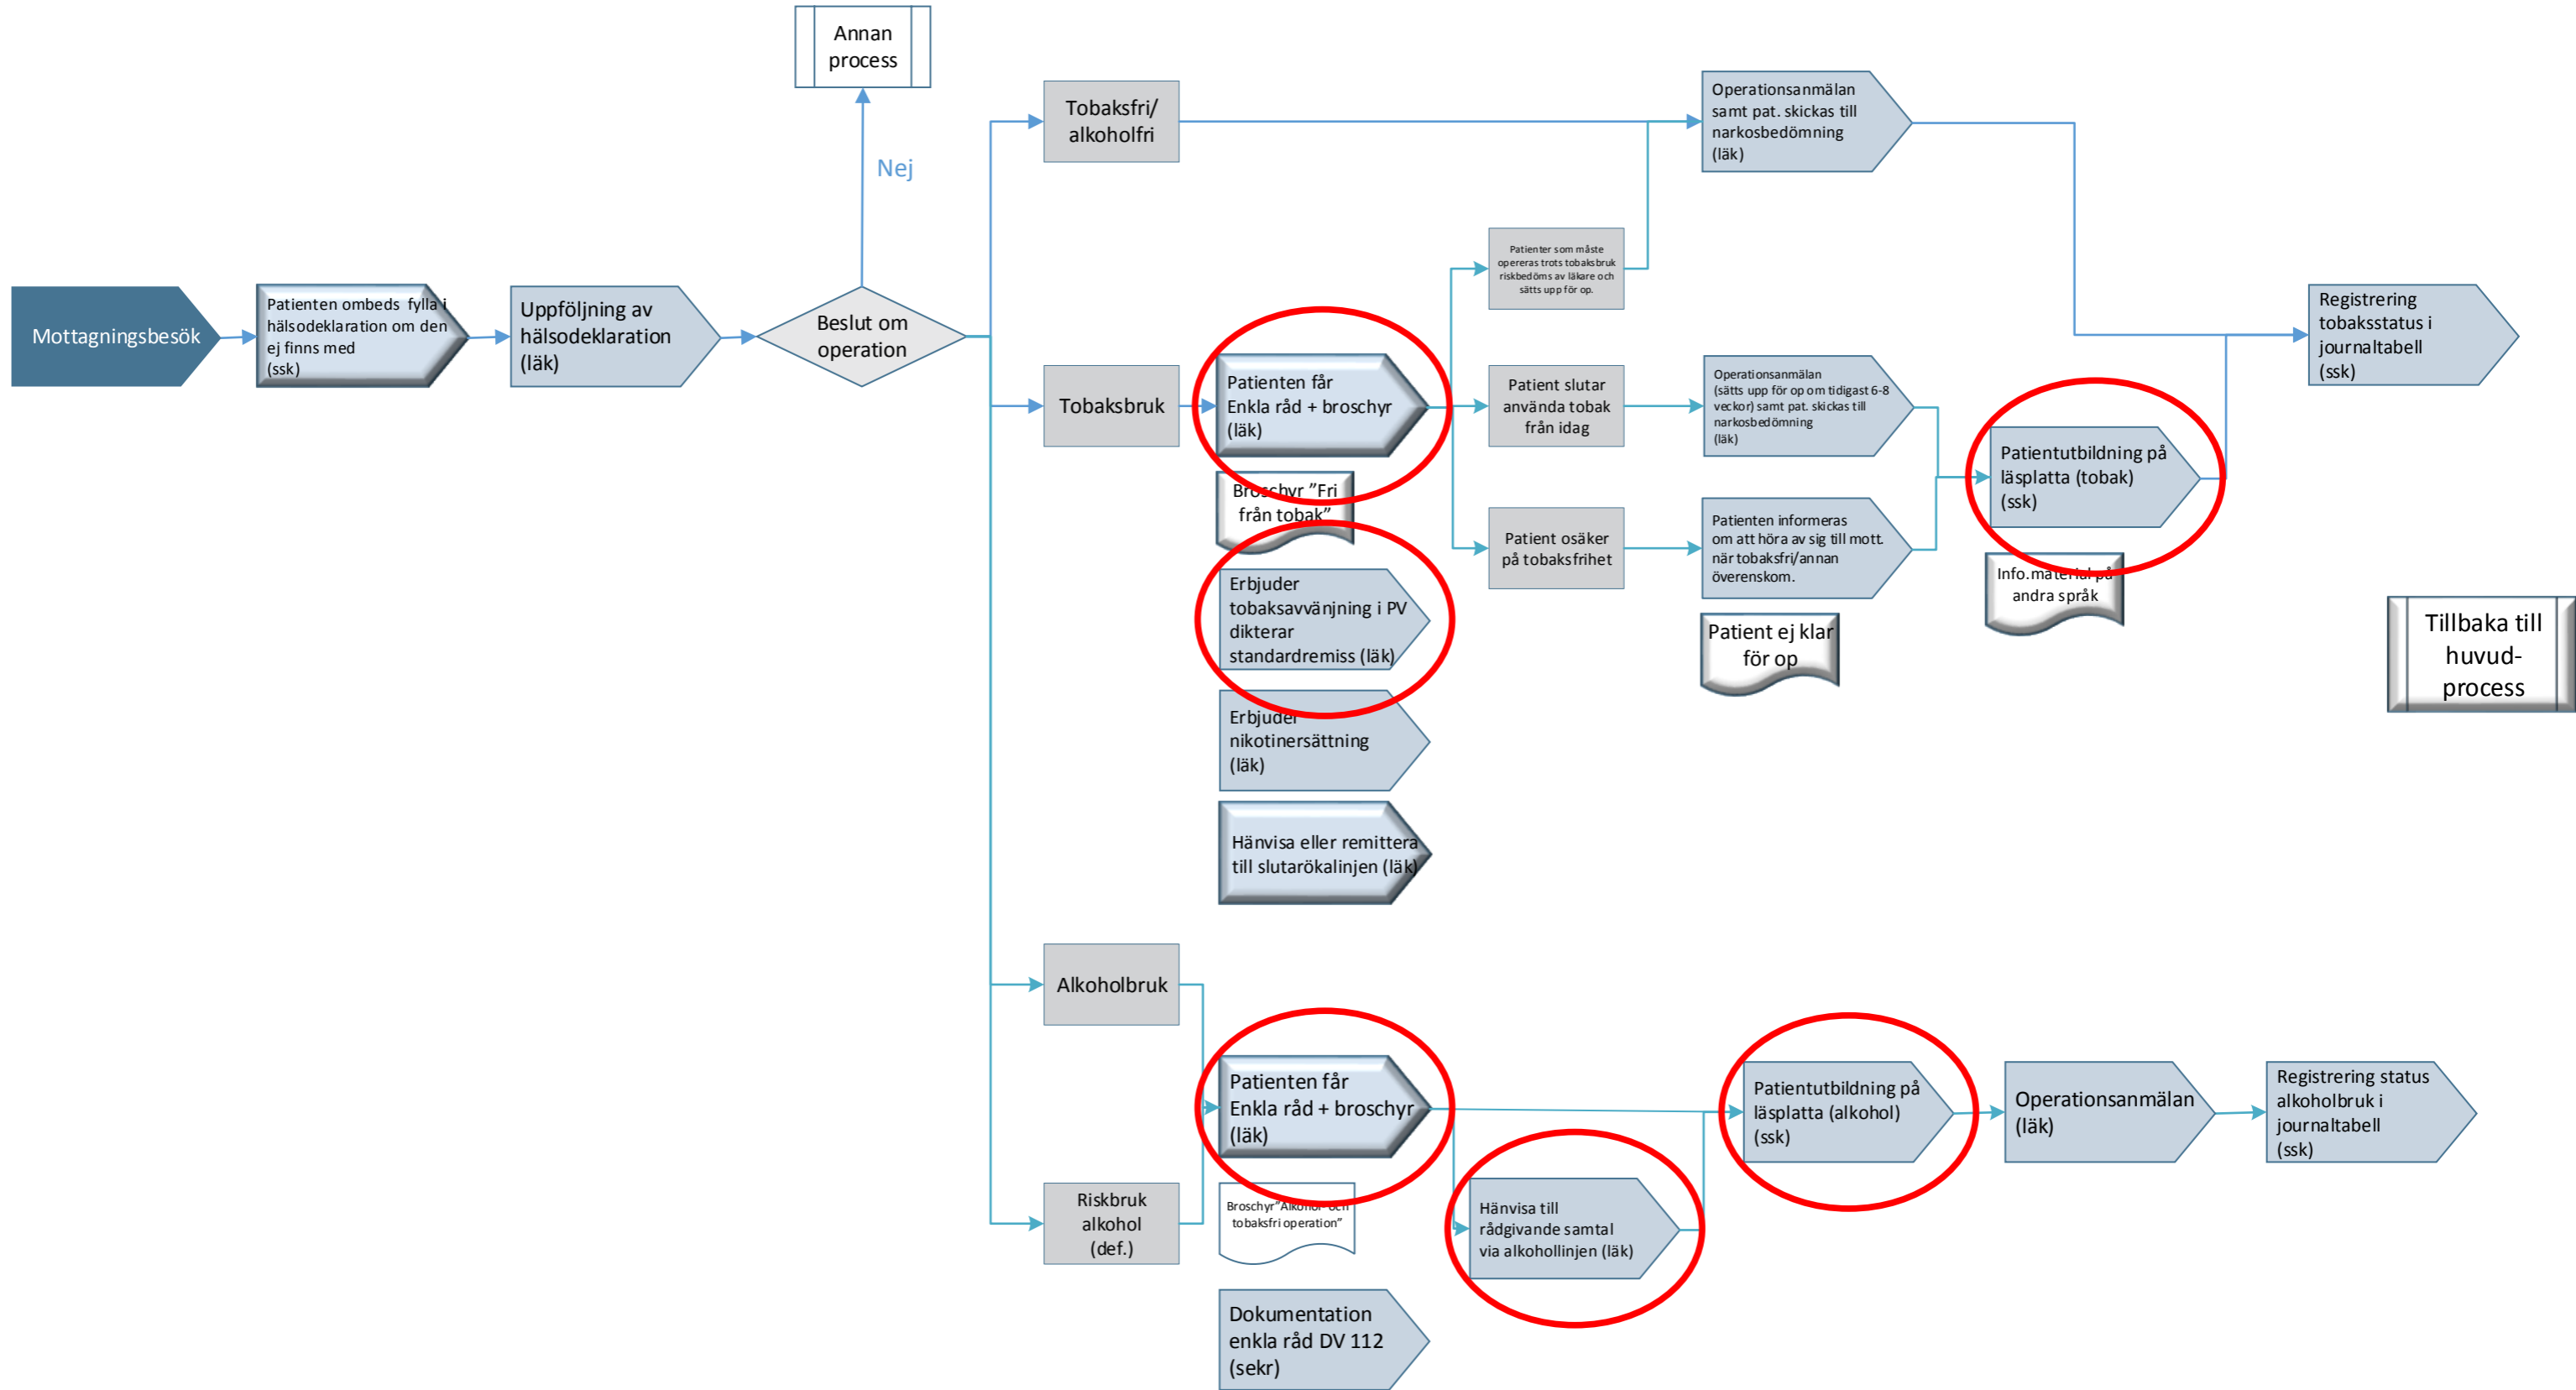 Annan
process
Nej
Mottagningsbesök
Patienten ombeds fylla i
hälsodeklaration om den
ej finns med
(ssk)
Uppföljning av
hälsodeklaration
(läk)
Beslut om
operation
Tobaksfri/
alkoholfri
Operationsanmälan
samt pat. skickas till
narkosbedömning
(läk)
Tobaksbruk
Patienten får
Enkla råd + broschyr
(läk)
Broschyr ”Fri
från tobak”
Erbjuder
tobaksavvänjning i PV
dikterar
standardremiss (läk)
Erbjuder
nikotinersättning
(läk)
Hänvisa eller remittera
till slutarökalinjen (läk)
Patienter som måste
opereras trots tobaksbruk
riskbedöms av läkare och
sätts upp för op.
Patient slutar
använda tobak
från idag
Operationsanmälan
(sätts upp för op om tidigast 6-8
veckor) samt pat. skickas till
narkosbedömning
(läk)
Patient osäker
på tobaksfrihet
Patienten informeras
om att höra av sig till mott.
när tobaksfri/annan
överenskom.
Patient ej klar
för op
Patientutbildning på
läsplatta (tobak)
(ssk)
Info.material på
andra språk
Registrering
tobaksstatus i
journaltabell
(ssk)
Tillbaka till
huvud-
process
Alkoholbruk
Riskbruk
alkohol
(def.)
Patienten får
Enkla råd + broschyr
(läk)
Broschyr”Alkohol- och
tobaksfri operation”
Dokumentation
enkla råd DV 112
(sekr)
Hänvisa till
rådgivande samtal
via alkohollinjen (läk)
Patientutbildning på
läsplatta (alkohol)
(ssk)
Operationsanmälan
(läk)
Registrering status
alkoholbruk i
journaltabell
(ssk)